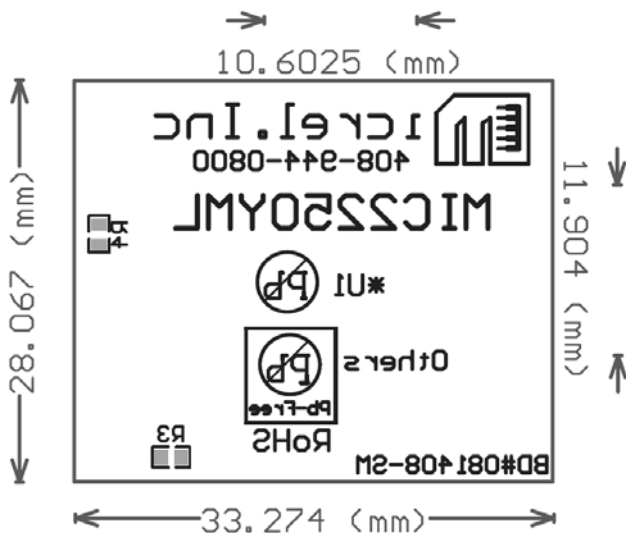 10.6025 (mm)
icrel.Inc
408-944-0800
MIC2250YML
R4
Pb
*U1
11.904 (mm)
28.067 (mm)
Pb
Others
Pb-Free
RoHS
R3
BD#081408-SM
33.274 (mm)